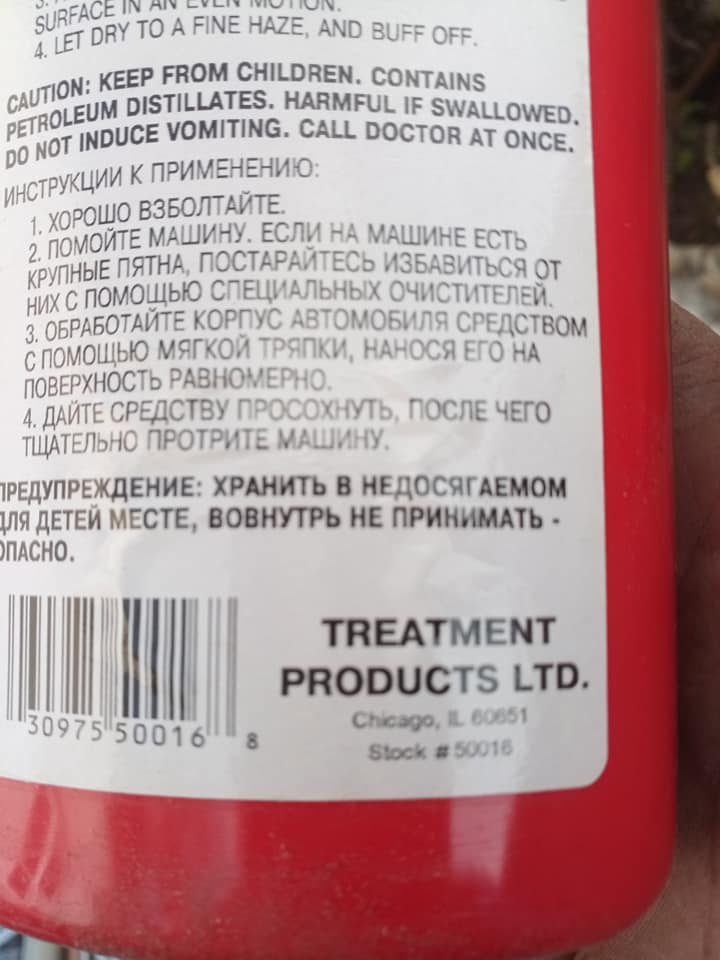 SURFACE IN AN EVEN MOTION.
4. LET DRY TO A FINE HAZE, AND BUFF OFF.
CAUTION: KEEP FROM CHILDREN. CONTAINS
PETROLEUM DISTILLATES. HARMFUL IF SWALLOWED.
DO NOT INDUCE VOMITING. CALL DOCTOR AT ONCE.
ИНСТРУКЦИИ К ПРИМЕНЕНИЮ:
1. ХОРОШО ВЗБОЛТАЙТЕ.
2. ПОМОЙТЕ МАШИНУ. ЕСЛИ НА МАШИНЕ ЕСТЬ
КРУПНЫЕ ПЯТНА, ПОСТАРАЙТЕСЬ ИЗБАВИТЬСЯ ОТ
НИХ С ПОМОЩЬЮ СПЕЦИАЛЬНЫХ ОЧИСТИТЕЛЕЙ.
3. ОБРАБОТАЙТЕ КОРПУС АВТОМОБИЛЯ СРЕДСТВОМ
С ПОМОЩЬЮ МЯГКОЙ ТРЯПКИ, НАНОСЯ ЕГО НА
ПОВЕРХНОСТЬ РАВНОМЕРНО.
4. ДАЙТЕ СРЕДСТВУ ПРОСОХНУТЬ, ПОСЛЕ ЧЕГО
ТЩАТЕЛЬНО ПРОТРИТЕ МАШИНУ.
ПРЕДУПРЕЖДЕНИЕ: ХРАНИТЬ В НЕДОСЯГАЕМОМ
ДЛЯ ДЕТЕЙ МЕСТЕ, ВОВНУТРЬ НЕ ПРИНИМАТЬ -
ОПАСНО.
TREATMENT
PRODUCTS LTD.
Chicago, IL 60651
Stock # 50016
30975 50016 8